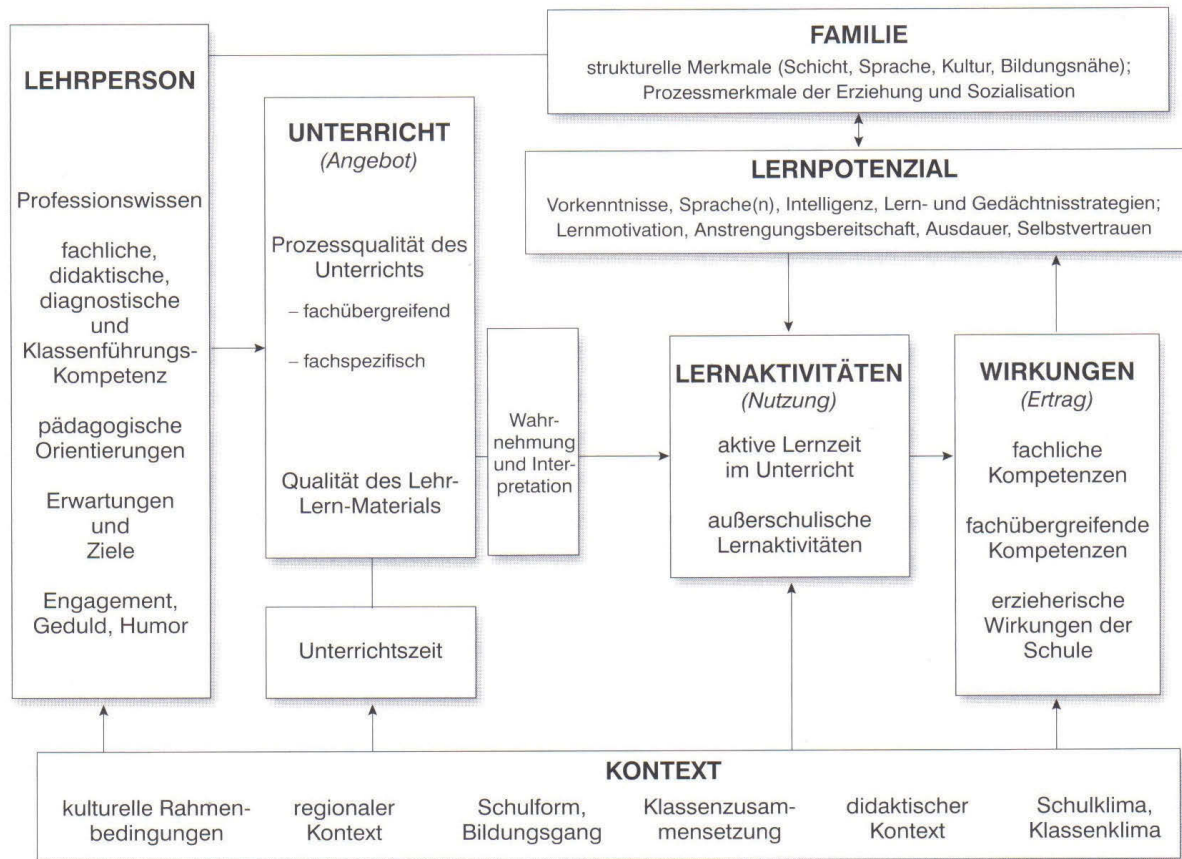 LEHRPERSON
Professionswissen
fachliche,
didaktische,
diagnostische
und
Klassenführungs-
Kompetenz
pädagogische
Orientierungen
Erwartungen
und
Ziele
Engagement,
Geduld, Humor
UNTERRICHT
(Angebot)
Prozessqualität des
Unterrichts
– fachübergreifend
– fachspezifisch
Qualität des Lehr-
Lern-Materials
Unterrichtszeit
Wahr-
nehmung
und Inter-
pretation
FAMILIE
strukturelle Merkmale (Schicht, Sprache, Kultur, Bildungsnähe);
Prozessmerkmale der Erziehung und Sozialisation
LERNPOTENZIAL
Vorkenntnisse, Sprache(n), Intelligenz, Lern- und Gedächtnisstrategien;
Lernmotivation, Anstrengungsbereitschaft, Ausdauer, Selbstvertrauen
LERNAKTIVITÄTEN
(Nutzung)
aktive Lernzeit
im Unterricht
außerschulische
Lernaktivitäten
WIRKUNGEN
(Ertrag)
fachliche
Kompetenzen
fachübergreifende
Kompetenzen
erzieherische
Wirkungen der
Schule
KONTEXT
kulturelle Rahmen-
bedingungen
regionaler
Kontext
Schulform,
Bildungsgang
Klassenzusam-
mensetzung
didaktischer
Kontext
Schulklima,
Klassenklima